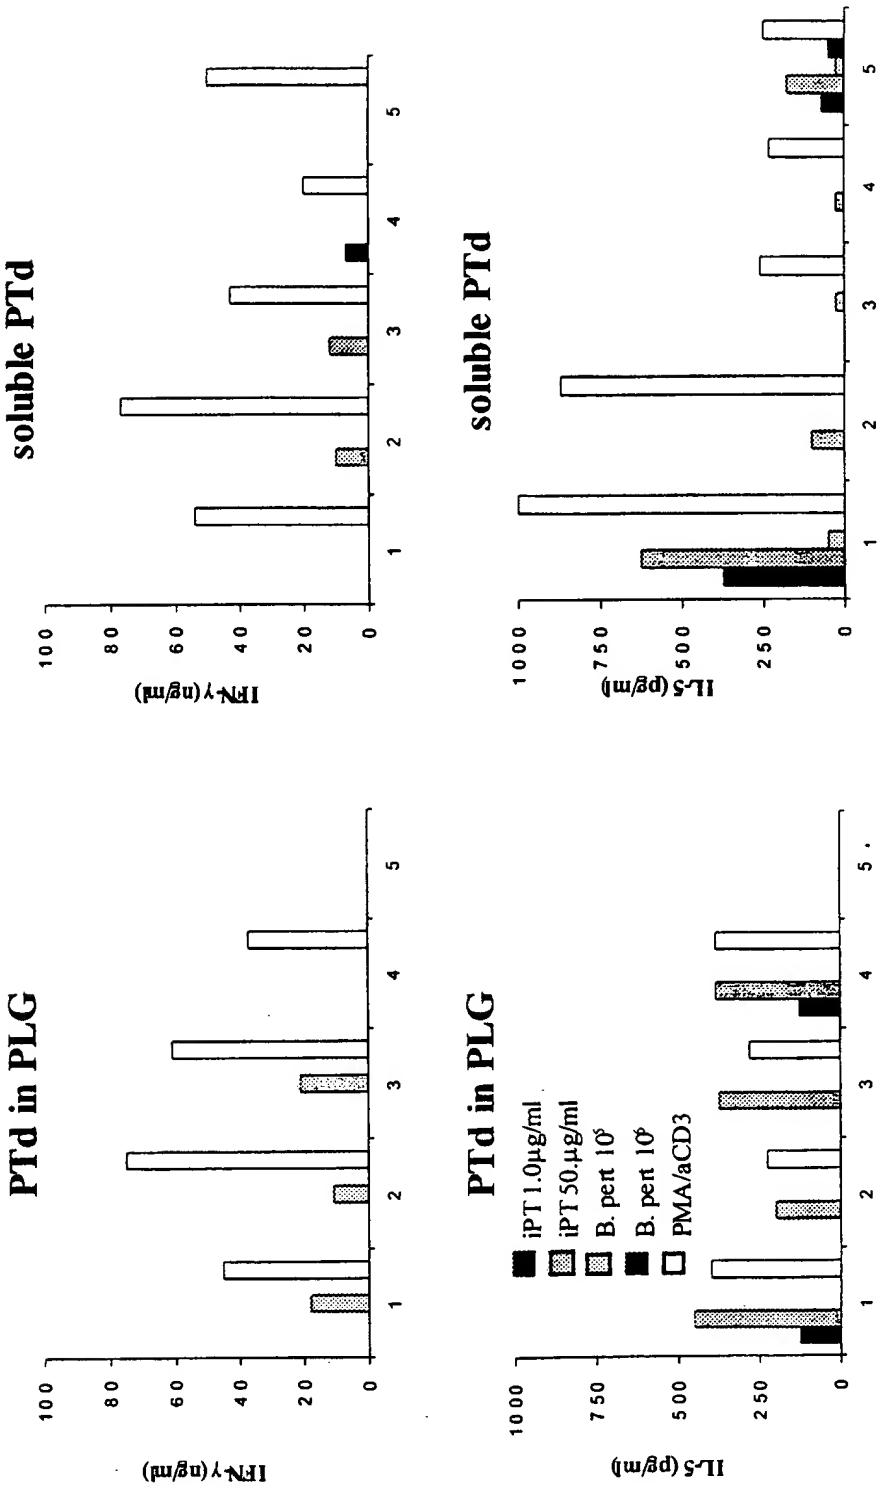 PTd in PLG
IFN-γ (ng/ml)
100
80
60
40
20
0
1 2 3 4 5
soluble PTd
IFN-γ (ng/ml)
100
80
60
40
20
0
1 2 3 4 5
PTd in PLG
IL-5 (pg/ml)
1000
750
500
250
0
iPT 1.0µg/ml
iPT 50.µg/ml
B. pert 10⁵
B. pert 10⁶
PMA/aCD3
1 2 3 4 5
soluble PTd
IL-5 (pg/ml)
1000
750
500
250
0
1 2 3 4 5